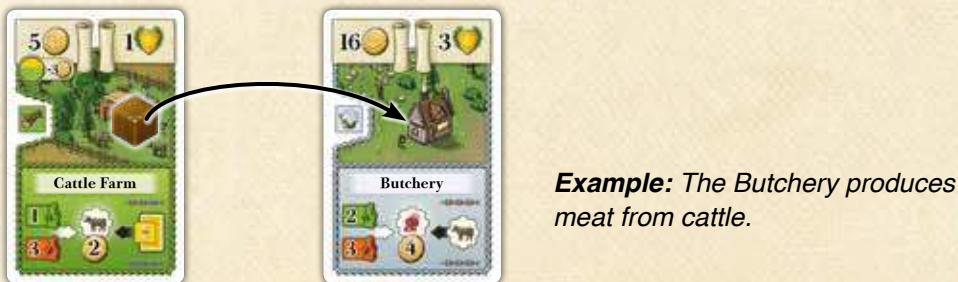 5 1
-3
Cattle Farm
1
3 2
16 3
Butchery
2
3 4
Example: The Butchery produces
meat from cattle.